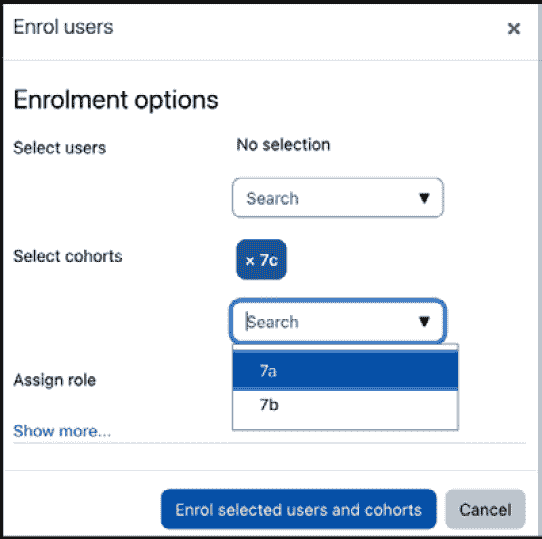 Enrol users ×
Enrolment options
Select users No selection
Search ▼
Select cohorts × 7c
Search ▼
7a
Assign role 7b
Show more...
Enrol selected users and cohorts Cancel